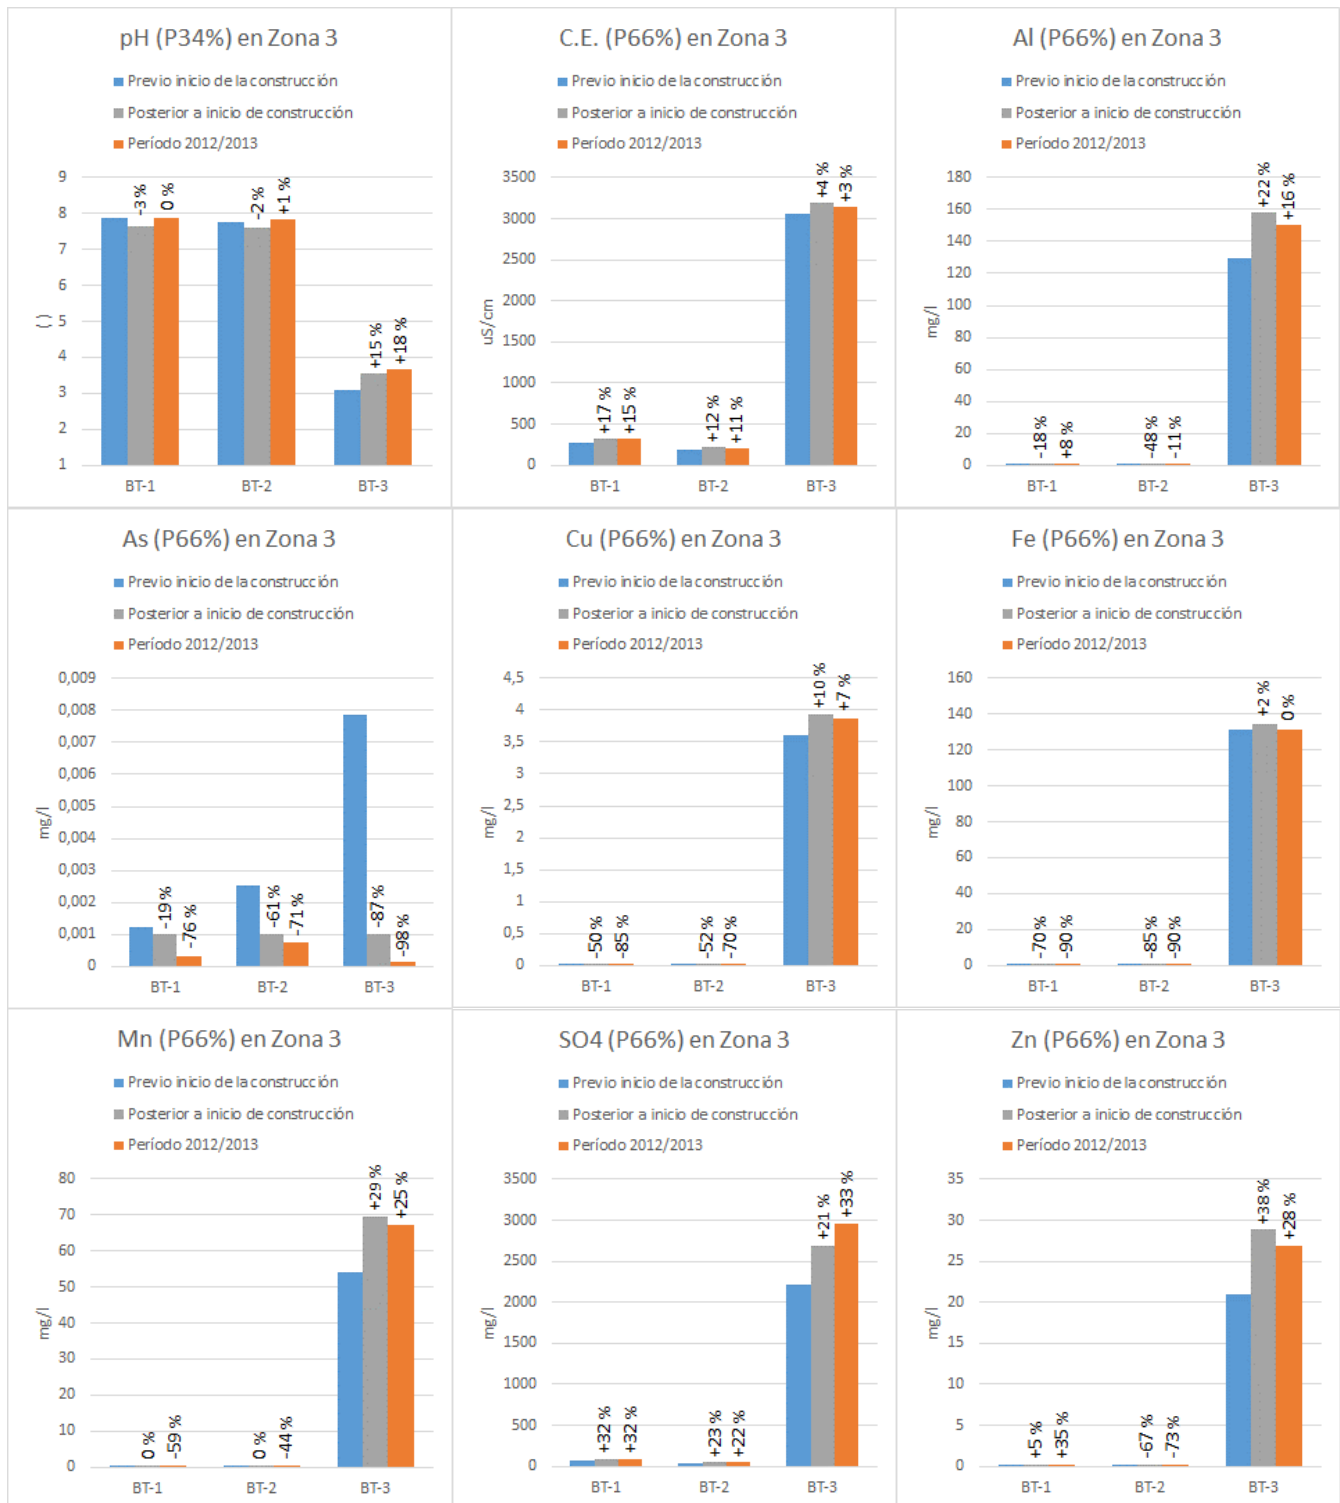 pH (P34%) en Zona 3
Previo inicio de la construcción
Posterior a inicio de construcción
Período 2012/2013
9
8
7
6
5
4
3
2
1
( )
-3 %
0 %
-2 %
+1 %
+15 %
+18 %
BT-1
BT-2
BT-3
C.E. (P66%) en Zona 3
Previo inicio de la construcción
Posterior a inicio de construcción
Período 2012/2013
3500
3000
2500
2000
1500
1000
500
0
uS/cm
+17 %
+15 %
+12 %
+11 %
+4 %
+3 %
BT-1
BT-2
BT-3
Al (P66%) en Zona 3
Previo inicio de la construcción
Posterior a inicio de construcción
Período 2012/2013
180
160
140
120
100
80
60
40
20
0
mg/l
-18 %
+8 %
-48 %
-11 %
+22 %
+16 %
BT-1
BT-2
BT-3
As (P66%) en Zona 3
Previo inicio de la construcción
Posterior a inicio de construcción
Período 2012/2013
0,009
0,008
0,007
0,006
0,005
0,004
0,003
0,002
0,001
0
mg/l
-19 %
-76 %
-61 %
-71 %
-87 %
-98 %
BT-1
BT-2
BT-3
Cu (P66%) en Zona 3
Previo inicio de la construcción
Posterior a inicio de construcción
Período 2012/2013
4,5
4
3,5
3
2,5
2
1,5
1
0,5
0
mg/l
-50 %
-85 %
-52 %
-70 %
+10 %
+7 %
BT-1
BT-2
BT-3
Fe (P66%) en Zona 3
Previo inicio de la construcción
Posterior a inicio de construcción
Período 2012/2013
160
140
120
100
80
60
40
20
0
mg/l
-70 %
-90 %
-85 %
-90 %
+2 %
0 %
BT-1
BT-2
BT-3
Mn (P66%) en Zona 3
Previo inicio de la construcción
Posterior a inicio de construcción
Período 2012/2013
80
70
60
50
40
30
20
10
0
mg/l
0 %
-59 %
0 %
-44 %
+29 %
+25 %
BT-1
BT-2
BT-3
SO4 (P66%) en Zona 3
Previo inicio de la construcción
Posterior a inicio de construcción
Período 2012/2013
3500
3000
2500
2000
1500
1000
500
0
mg/l
+32 %
+32 %
+23 %
+22 %
+21 %
+33 %
BT-1
BT-2
BT-3
Zn (P66%) en Zona 3
Previo inicio de la construcción
Posterior a inicio de construcción
Período 2012/2013
35
30
25
20
15
10
5
0
mg/l
+5 %
+35 %
-67 %
-73 %
+38 %
+28 %
BT-1
BT-2
BT-3